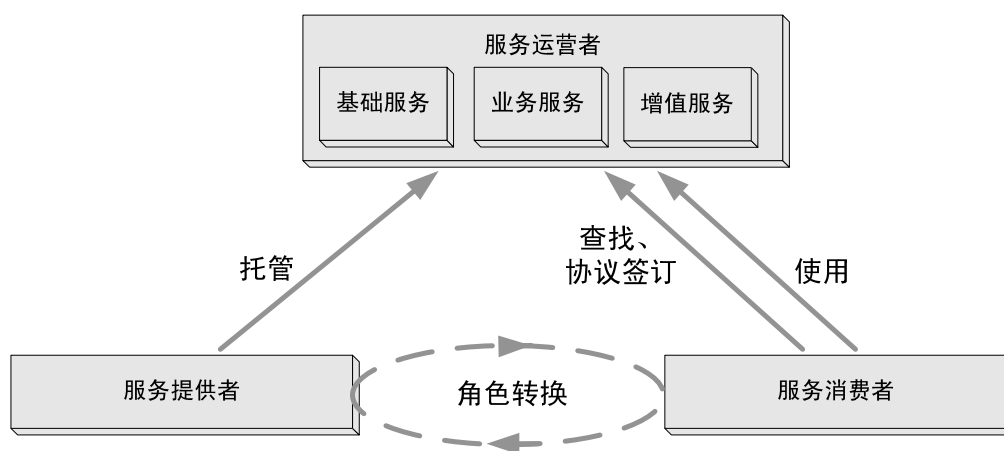 服务运营者
基础服务
业务服务
增值服务
托管
查找、
协议签订
使用
服务提供者
角色转换
服务消费者